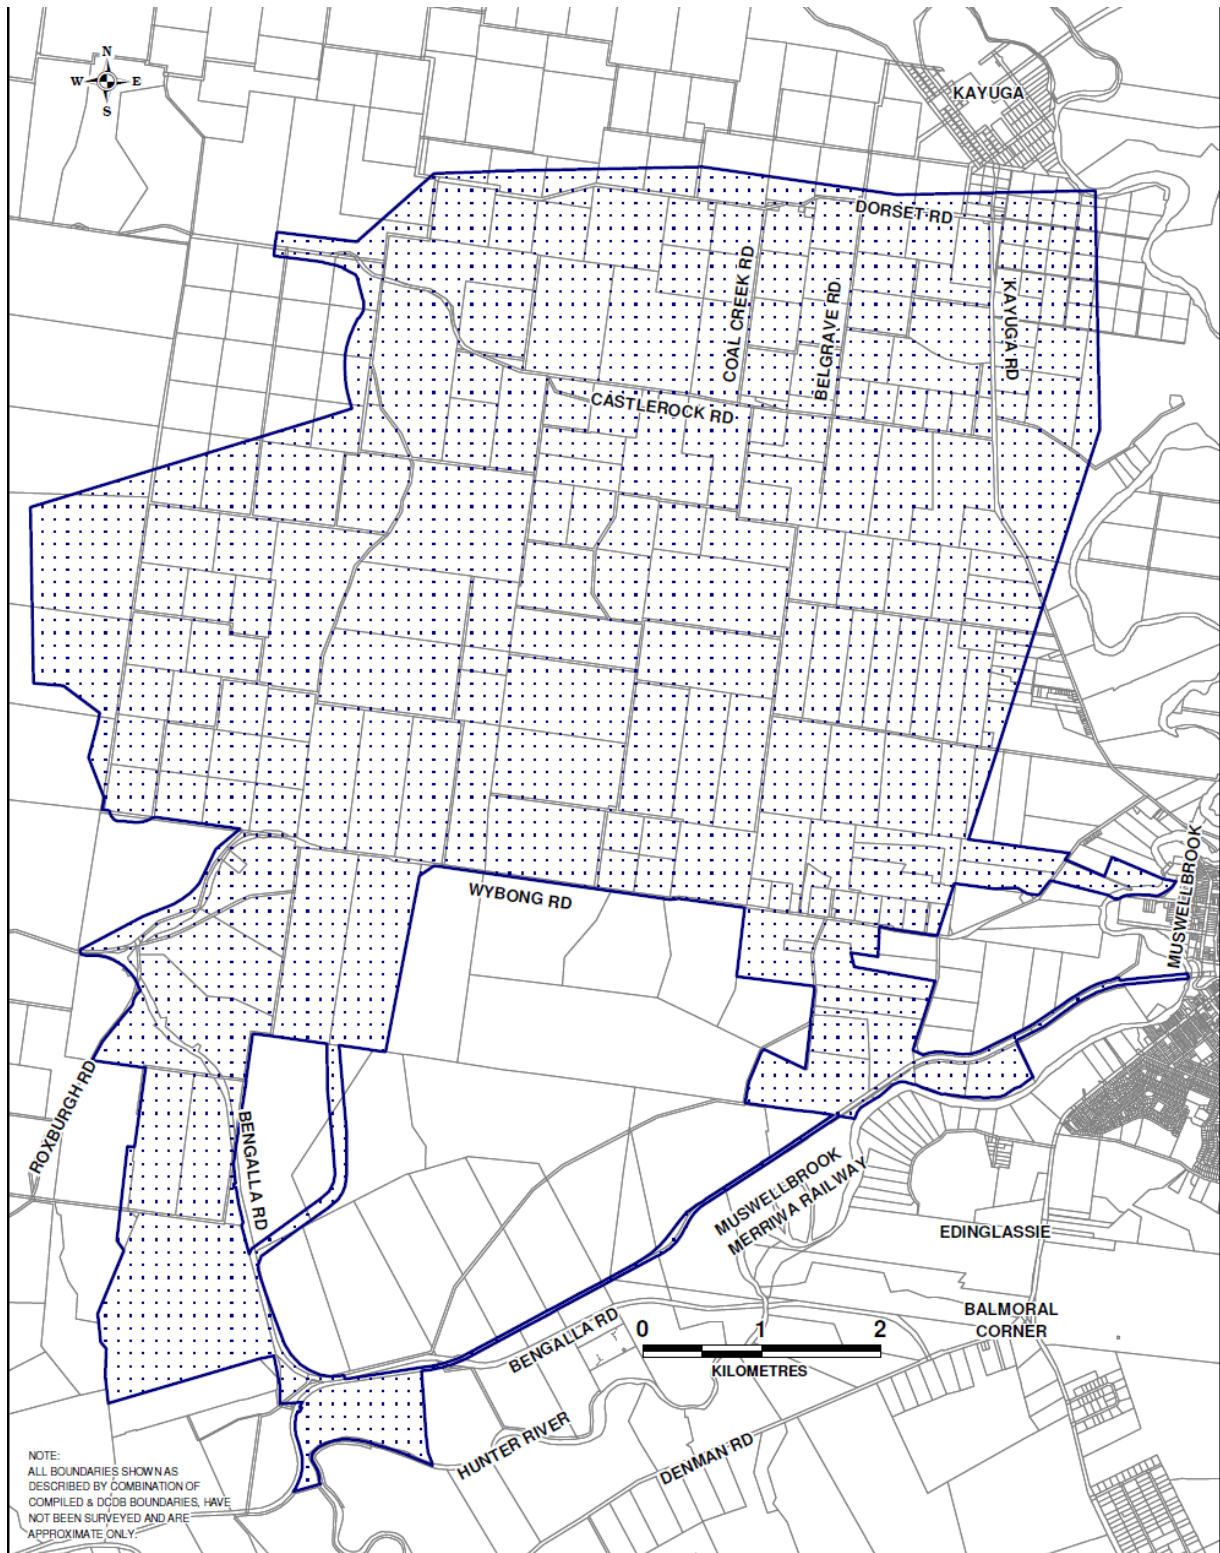 N
W E
S
KAYUGA
DORSET RD
COAL CREEK RD
BELGRAVE RD
KAYUGA RD
CASTLEROCK RD
WYBONG RD
MUSWELLBROOK
ROXBURGH RD
BENGALLA RD
MUSWELLBROOK
MERRIWA RAILWAY
EDINGLASSIE
BALMORAL
CORNER
BENGALLA RD
0 1 2
KILOMETRES
HUNTER RIVER
DENMAN RD
NOTE:
ALL BOUNDARIES SHOWN AS
DESCRIBED BY COMBINATION OF
COMPILED & DCDB BOUNDARIES, HAVE
NOT BEEN SURVEYED AND ARE
APPROXIMATE ONLY.